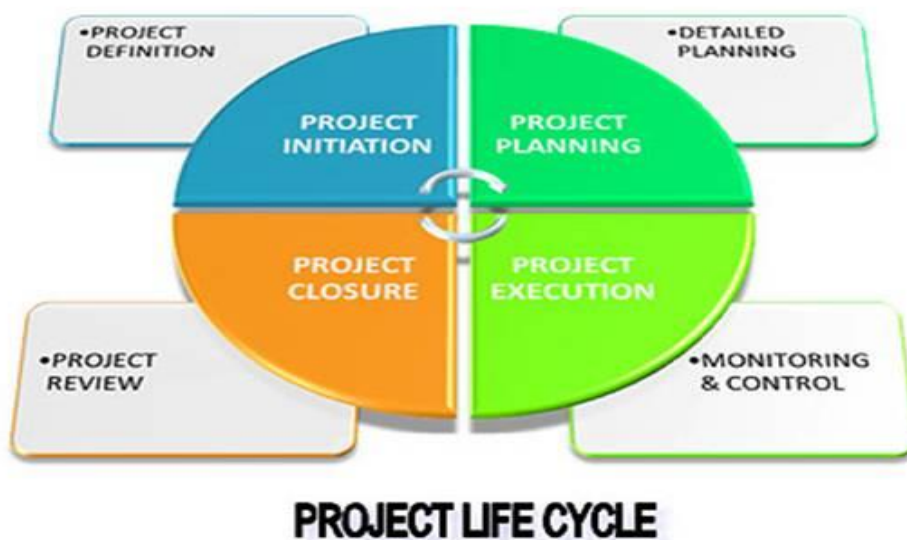 •PROJECT
DEFINITION
•DETAILED
PLANNING
PROJECT
INITIATION
PROJECT
PLANNING
PROJECT
CLOSURE
PROJECT
EXECUTION
•PROJECT
REVIEW
•MONITORING
& CONTROL
PROJECT LIFE CYCLE